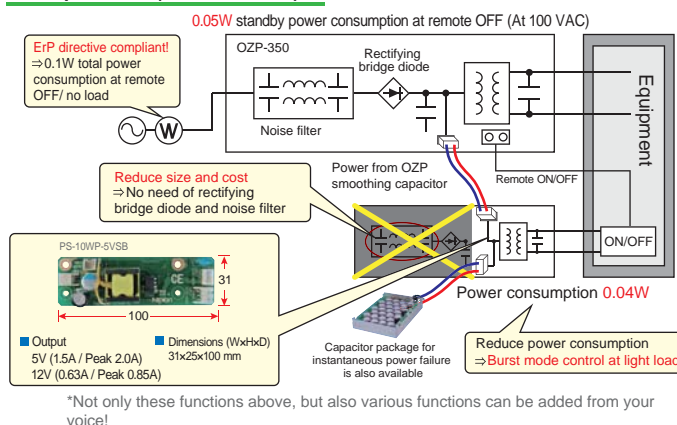 0.05W standby power consumption at remote OFF (At 100 VAC)
ErP directive compliant!
⇒0.1W total power
consumption at remote
OFF/ no load
W
OZP-350
Rectifying
bridge diode
Noise filter
Equipment
Reduce size and cost
⇒No need of rectifying
bridge diode and noise filter
Power from OZP
smoothing capacitor
Remote ON/OFF
ON/OFF
PS-10WP-5VSB
31
100
Output
5V (1.5A / Peak 2.0A)
12V (0.63A / Peak 0.85A)
Dimensions (W×H×D)
31×25×100 mm
Power consumption 0.04W
Capacitor package for
instantaneous power failure
is also available
Reduce power consumption
⇒Burst mode control at light load
*Not only these functions above, but also various functions can be added from your
voice!